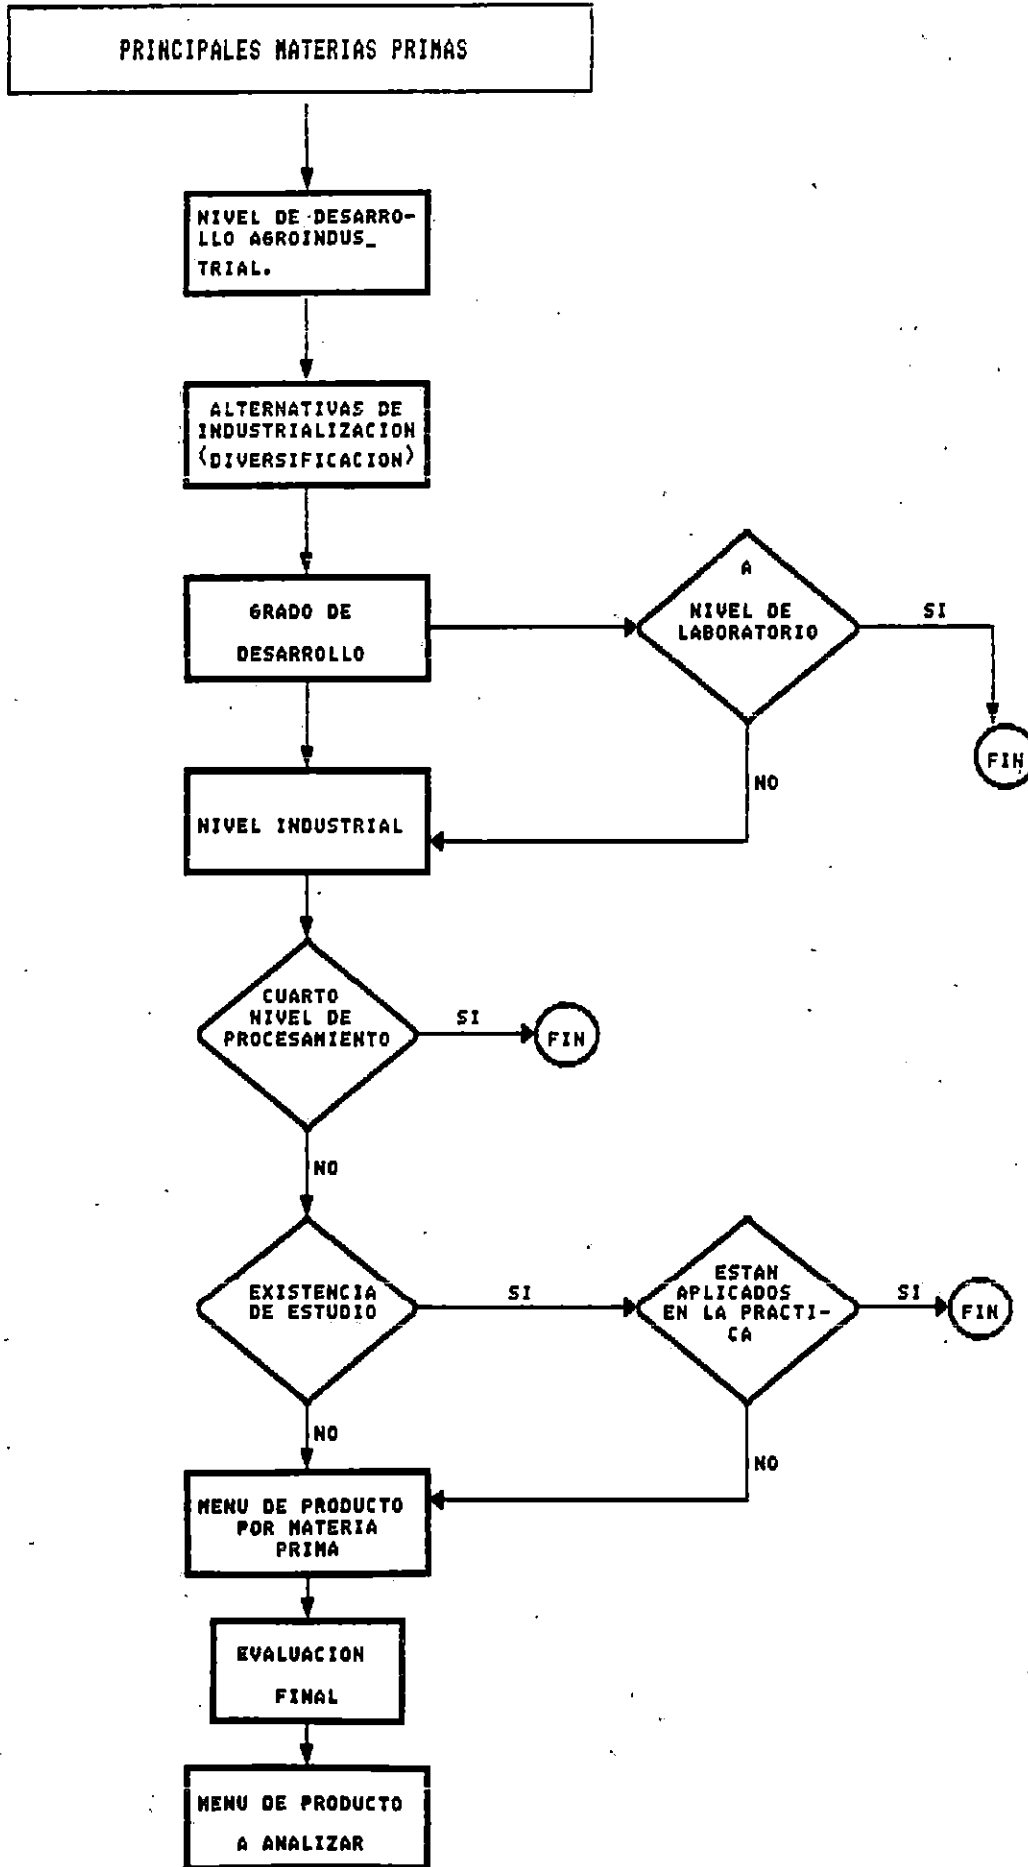 PRINCIPALES MATERIAS PRIMAS
NIVEL DE DESARRO-
LLO AGROINDUS_
TRIAL.
ALTERNATIVAS DE
INDUSTRIALIZACION
(DIVERSIFICACION)
GRADO DE
DESARROLLO
A
NIVEL DE
LABORATORIO
SI
FIN
NO
NIVEL INDUSTRIAL
CUARTO
NIVEL DE
PROCESAMIENTO
SI
FIN
NO
EXISTENCIA
DE ESTUDIO
SI
ESTAN
APLICADOS
EN LA PRACTI-
CA
SI
FIN
NO
NO
MENU DE PRODUCTO
POR MATERIA
PRIMA
EVALUACION
FINAL
MENU DE PRODUCTO
A ANALIZAR